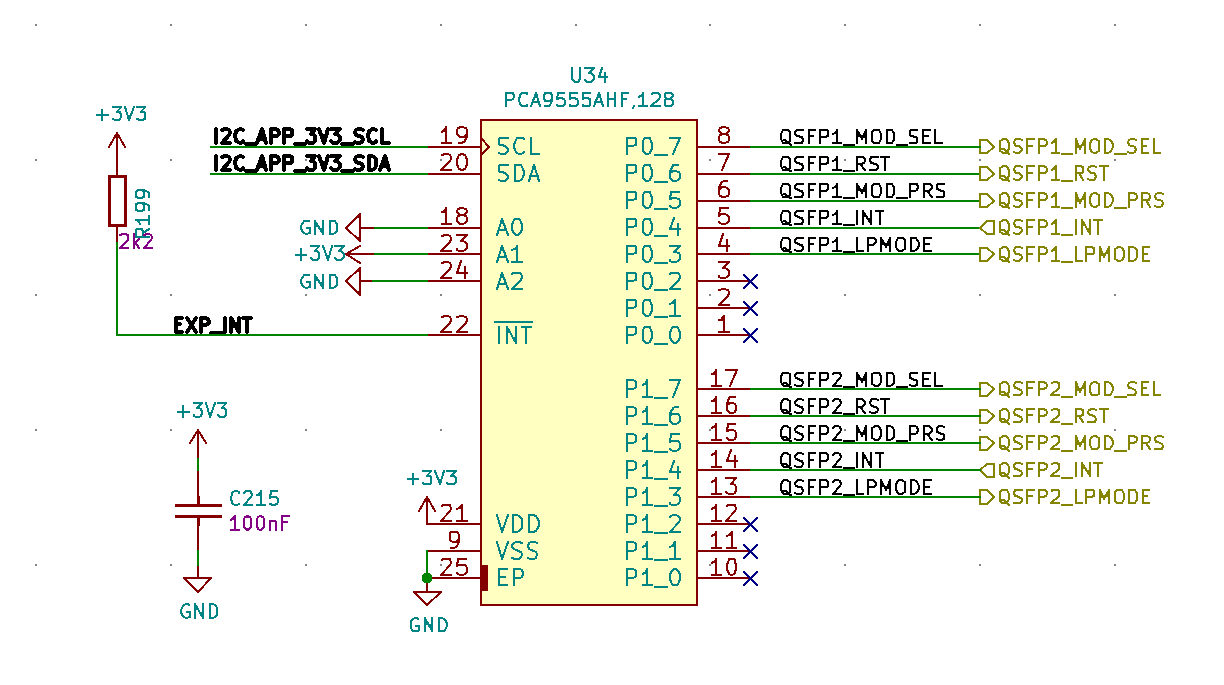 U34
PCA9555AHF,128
+3V3
R199
2k2
I2C_APP_3V3_SCL
I2C_APP_3V3_SDA
GND
+3V3
GND
EXP_INT
19 SCL
20 SDA
18 A0
23 A1
24 A2
22 INT
+3V3
C215
100nF
GND
+3V3
21 VDD
9 VSS
25 EP
GND
P0_7 8 QSFP1_MOD_SEL QSFP1_MOD_SEL
P0_6 7 QSFP1_RST QSFP1_RST
P0_5 6 QSFP1_MOD_PRS QSFP1_MOD_PRS
P0_4 5 QSFP1_INT QSFP1_INT
P0_3 4 QSFP1_LPMODE QSFP1_LPMODE
P0_2 3
P0_1 2
P0_0 1
P1_7 17 QSFP2_MOD_SEL QSFP2_MOD_SEL
P1_6 16 QSFP2_RST QSFP2_RST
P1_5 15 QSFP2_MOD_PRS QSFP2_MOD_PRS
P1_4 14 QSFP2_INT QSFP2_INT
P1_3 13 QSFP2_LPMODE QSFP2_LPMODE
P1_2 12
P1_1 11
P1_0 10